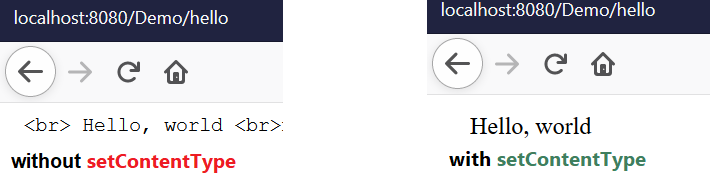 localhost:8080/Demo/hello
<br> Hello, world <br>
without setContentType
localhost:8080/Demo/hello
Hello, world
with setContentType